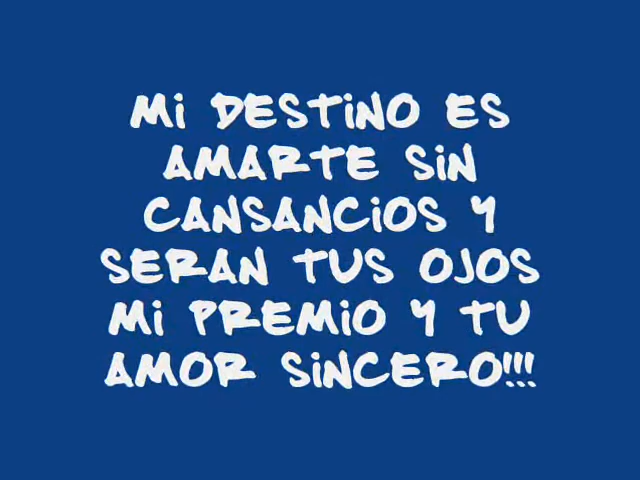 Mi DESTiNO ES
AMARTE SiN
CANSANCiOS Y
SERAN TUS OJOS
Mi PREMiO Y TU
AMOR SiNCERO!!!